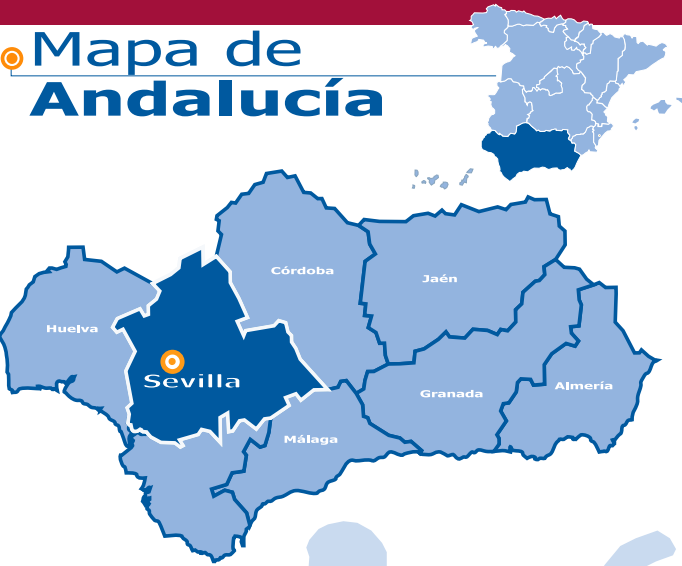 Mapa de
Andalucía
Córdoba
Jaén
Huelva
Sevilla
Granada
Almería
Málaga